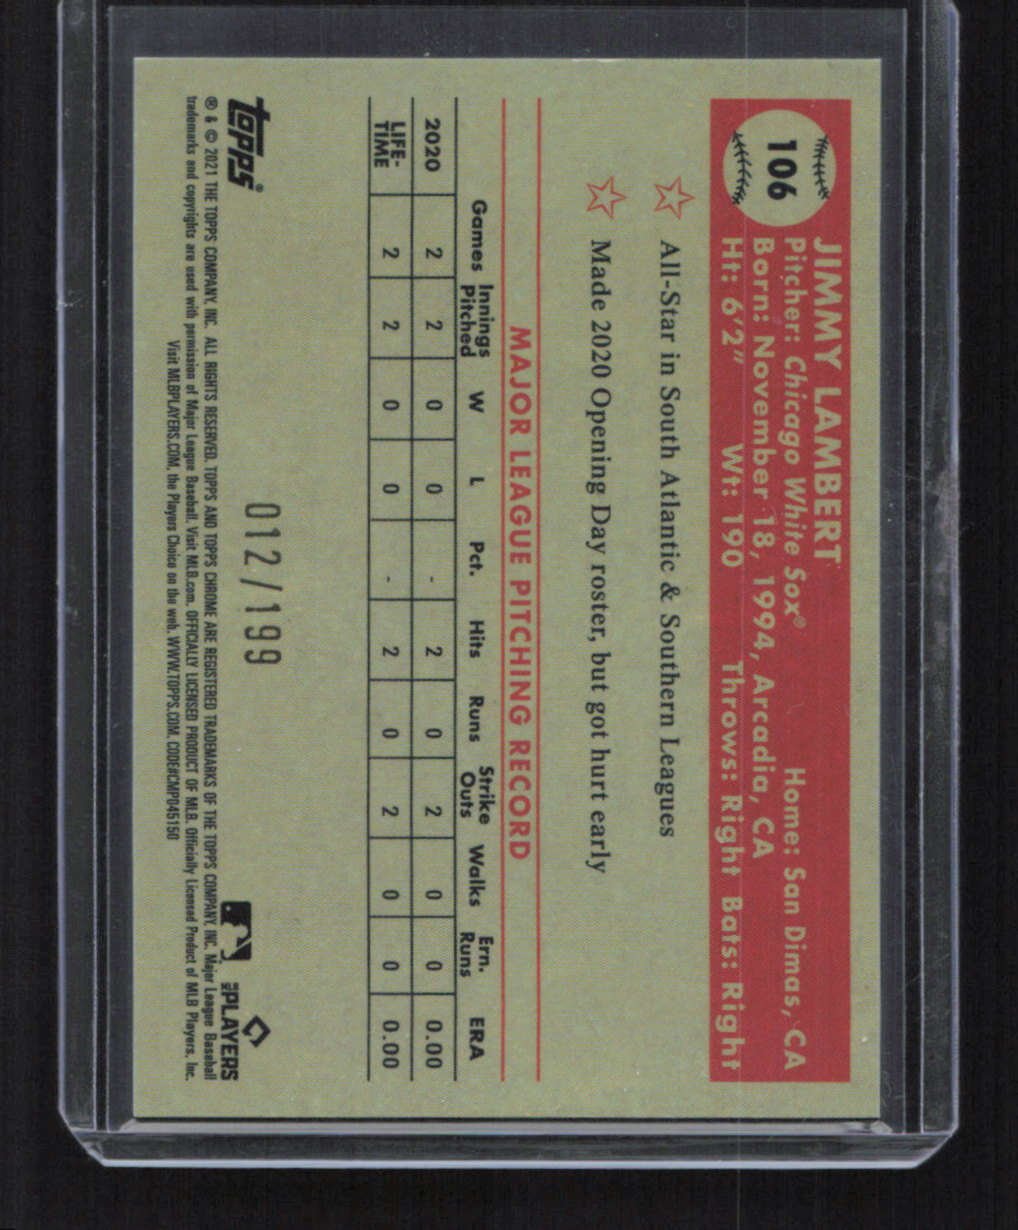 106
JIMMY LAMBERT
Pitcher: Chicago White Sox® Home: San Dimas, CA
Born: November 18, 1994, Arcadia, CA
Ht: 6'2" Wt: 190 Throws: Right Bats: Right
All-Star in South Atlantic & Southern Leagues
Made 2020 Opening Day roster, but got hurt early
MAJOR LEAGUE PITCHING RECORD
Games Innings Pitched W L Pct. Hits Runs Strike Outs Walks Ern. Runs ERA
2020 2 2 0 0 - 2 0 2 0 0 0.00
LIFE-TIME 2 2 0 0 - 2 0 2 0 0 0.00
012/199
topps®
MLB PLAYERS
® & © 2021 THE TOPPS COMPANY, INC. ALL RIGHTS RESERVED. TOPPS AND TOPPS CHROME ARE REGISTERED TRADEMARKS OF THE TOPPS COMPANY, INC. Major League Baseball
trademarks and copyrights are used with permission of Major League Baseball. Visit MLB.com. OFFICIALLY LICENSED PRODUCT OF MLB. Officially Licensed Product of MLB Players, Inc.
Visit MLBPLAYERS.COM, the Players Choice on the web. WWW.TOPPS.COM. CODE#CMP045150